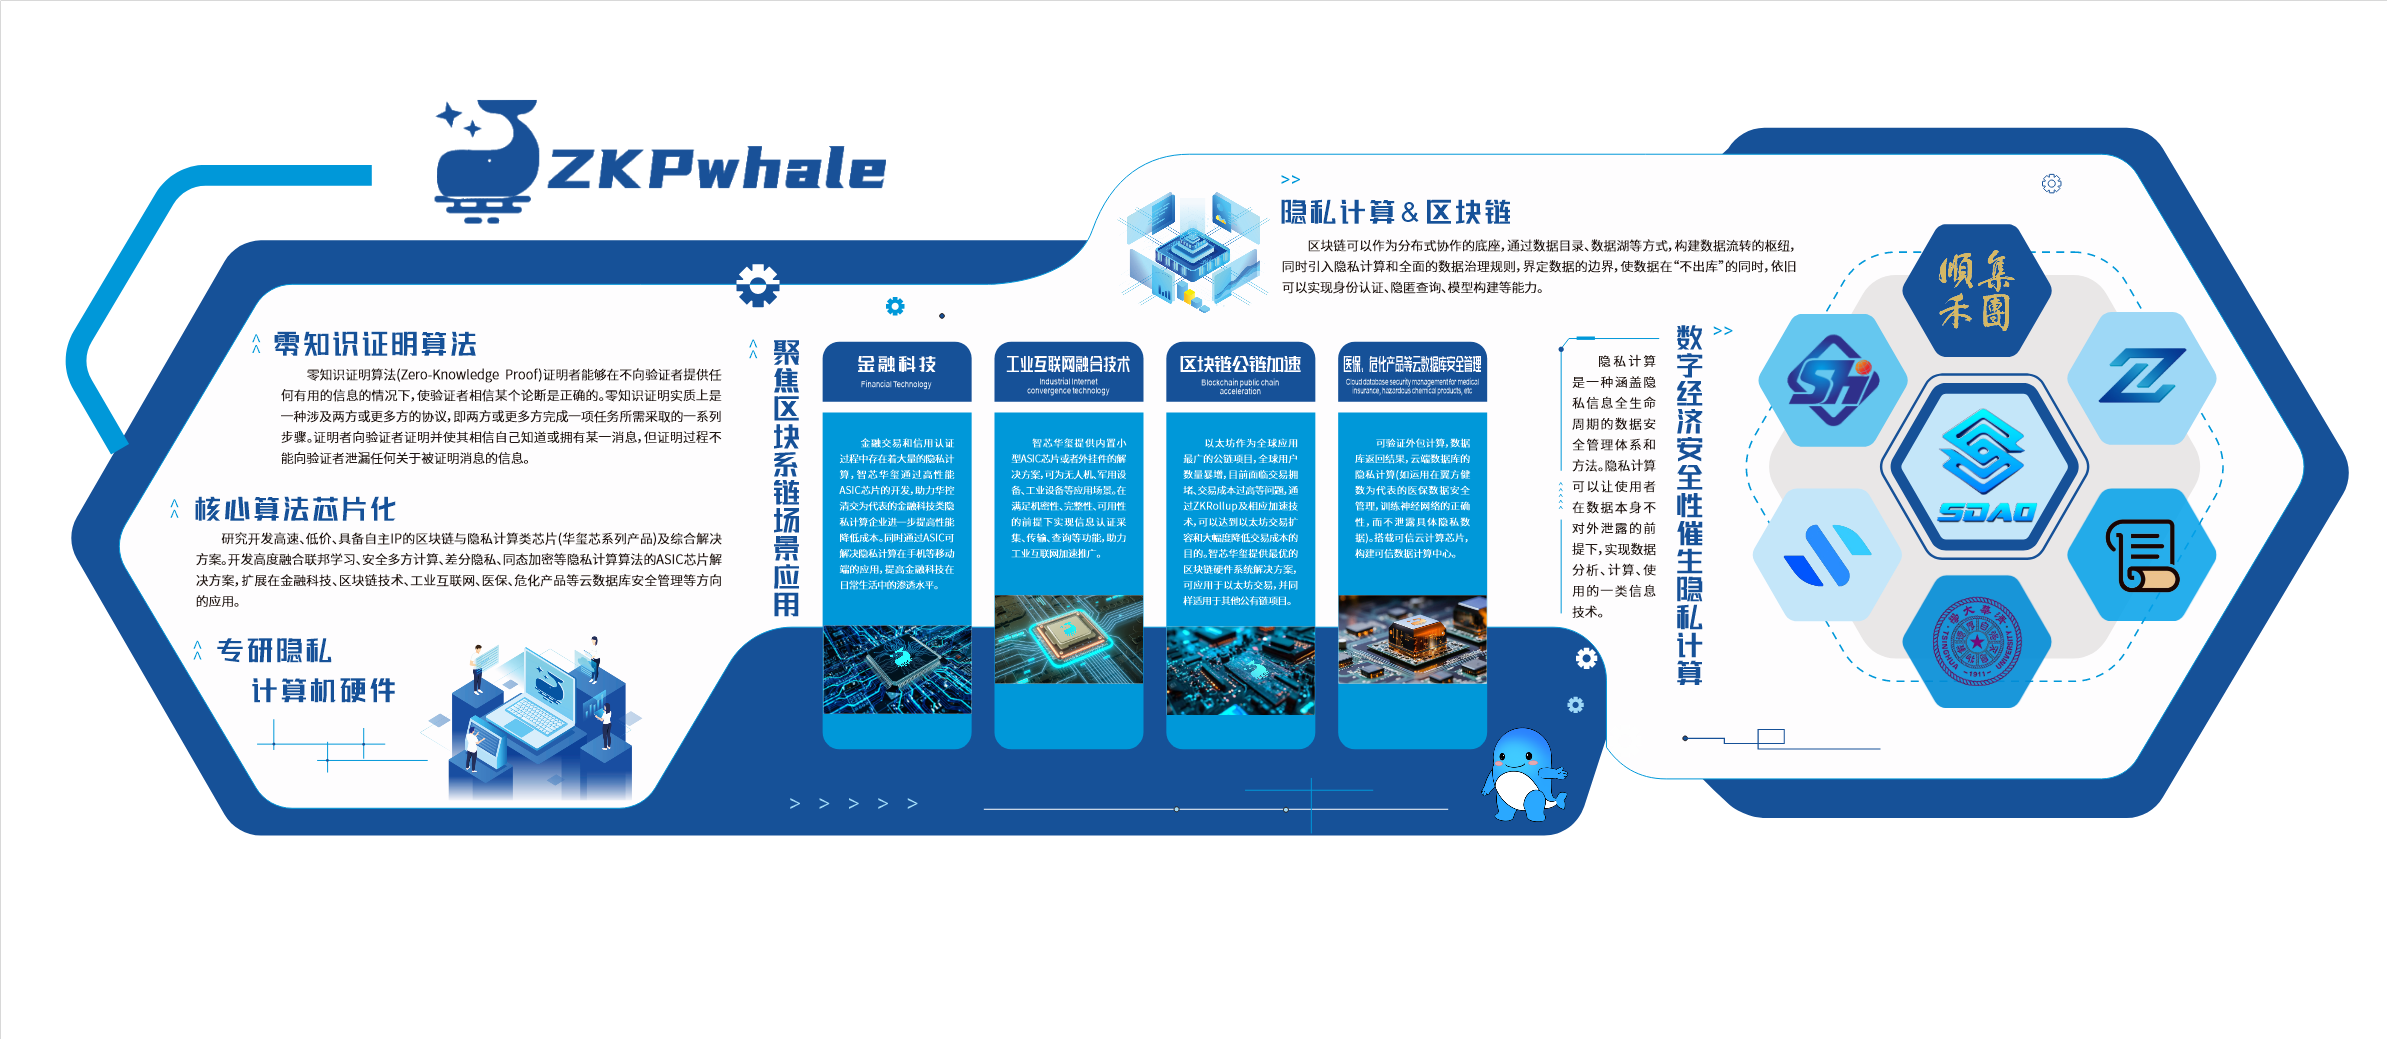 ZKPwhale
零知识证明算法
零知识证明算法(Zero-Knowledge Proof)证明者能够在不向验证者提供任
何有用的信息的情况下,使验证者相信某个论断是正确的。零知识证明实质上是
一种涉及两方或更多方的协议,即两方或更多方完成一项任务所需采取的一系列
步骤。证明者向验证者证明并使其相信自己知道或拥有某一消息,但证明过程不
能向验证者泄漏任何关于被证明消息的信息。
核心算法芯片化
研究开发高速、低价、具备自主IP的区块链与隐私计算类芯片(华玺芯系列产品)及综合解决
方案。开发高度融合联邦学习、安全多方计算、差分隐私、同态加密等隐私计算算法的ASIC芯片解
决方案,扩展在金融科技、区块链技术、工业互联网、医保、危化产品等云数据库安全管理等方向
的应用。
专研隐私
计算机硬件
聚焦区块系链场景应用
金融科技
Financial Technology
金融交易和信用认证
过程中存在着大量的隐私计
算,智芯华玺通过高性能
ASIC芯片的开发,助力华控
清交为代表的金融科技类隐
私计算企业进一步提高性能
降低成本。同时通过ASIC可
解决隐私计算在手机等移动
端的应用,提高金融科技在
日常生活中的渗透水平。
工业互联网融合技术
Industrial Internet
convergence technology
智芯华玺提供内置小
型ASIC芯片或者外挂件的解
决方案,可为无人机、军用设
备、工业设备等应用场景。在
满足机密性、完整性、可用性
的前提下实现信息认证采
集、传输、查询等功能,助力
工业互联网加速推广。
区块链公链加速
Blockchain public chain
acceleration
以太坊作为全球应用
最广的公链项目,全球用户
数量暴增,目前面临交易拥
堵、交易成本过高等问题,通
过ZKRollup及相应加速技
术,可以达到以太坊交易扩
容和大幅度降低交易成本的
目的。智芯华玺提供最优的
区块链硬件系统解决方案,
可应用于以太坊交易,并同
样适用于其他公有链项目。
医保、危化产品等云数据库安全管理
Cloud database security management for medical
insurance, hazardous chemical products, etc
可验证外包计算,数据
库返回结果,云端数据库的
隐私计算(如运用在翼方健
数为代表的医保数据安全
管理,训练神经网络的正确
性,而不泄露具体隐私数
据)。搭载可信云计算芯片,
构建可信数据计算中心。
隐私计算&区块链
区块链可以作为分布式协作的底座,通过数据目录、数据湖等方式,构建数据流转的枢纽,
同时引入隐私计算和全面的数据治理规则,界定数据的边界,使数据在“不出库”的同时,依旧
可以实现身份认证、隐匿查询、模型构建等能力。
隐私计算
是一种涵盖隐
私信息全生命
周期的数据安
全管理体系和
方法。隐私计算
可以让使用者
在数据本身不
对外泄露的前
提下,实现数据
分析、计算、使
用的一类信息
技术。
数字经济安全性催生隐私计算
順禾集團
SH
Z
SDAO
TSINGHUA UNIVERSITY
1911